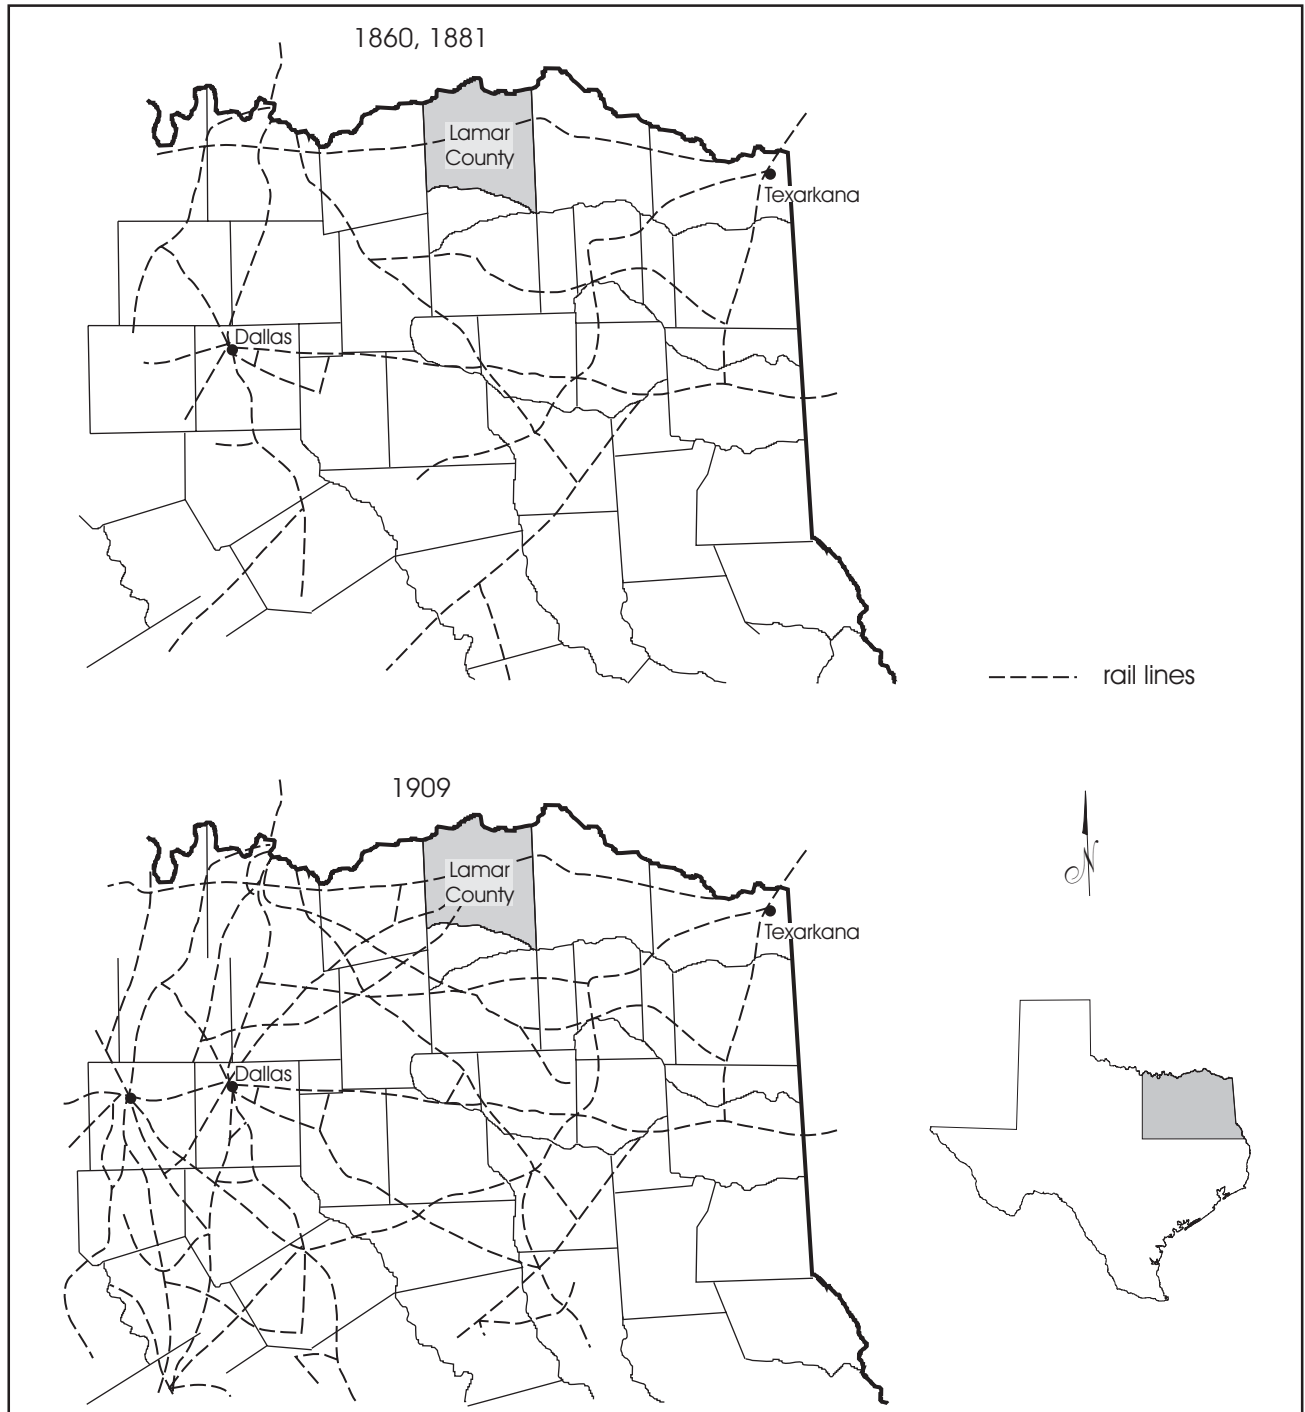 1860, 1881
Lamar
County
Texarkana
Dallas
rail lines
1909
Lamar
County
Texarkana
Dallas
N